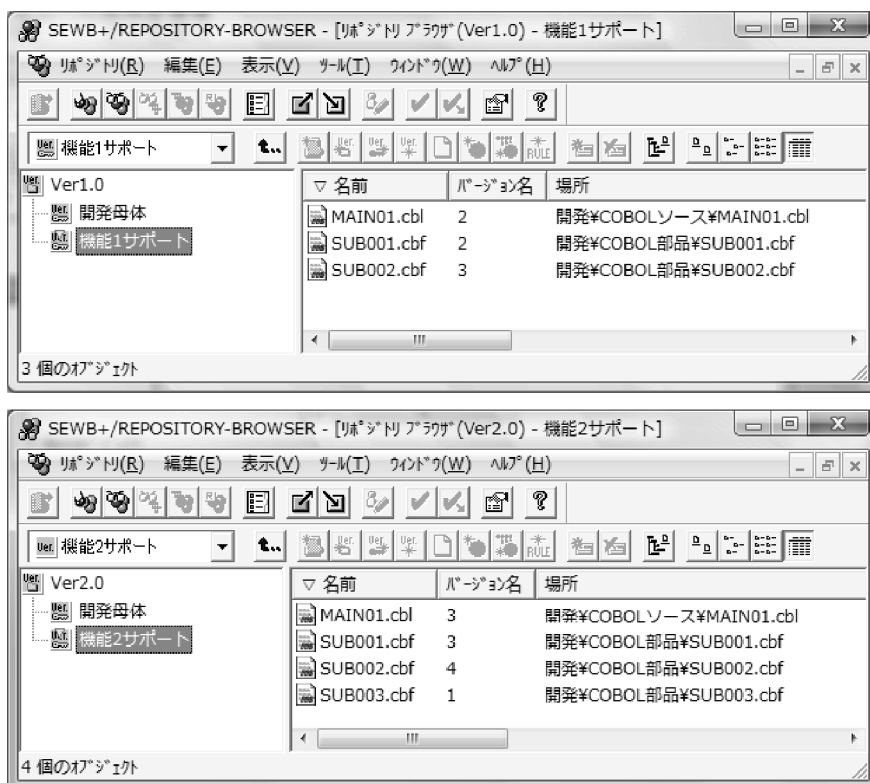 SEWB+/REPOSITORY-BROWSER - [ﾘﾎﾟｼﾞﾄﾘ ﾌﾞﾗｳｻﾞ(Ver1.0) - 機能1サポート]
ﾘﾎﾟｼﾞﾄﾘ(R) 編集(E) 表示(V) ﾂｰﾙ(T) ｳｨﾝﾄﾞｳ(W) ﾍﾙﾌﾟ(H)
機能1サポート
Ver1.0
開発母体
機能1サポート
名前 ﾊﾞｰｼﾞｮﾝ名 場所
MAIN01.cbl 2 開発¥COBOLソース¥MAIN01.cbl
SUB001.cbf 2 開発¥COBOL部品¥SUB001.cbf
SUB002.cbf 3 開発¥COBOL部品¥SUB002.cbf
3 個のｵﾌﾞｼﾞｪｸﾄ
SEWB+/REPOSITORY-BROWSER - [ﾘﾎﾟｼﾞﾄﾘ ﾌﾞﾗｳｻﾞ(Ver2.0) - 機能2サポート]
ﾘﾎﾟｼﾞﾄﾘ(R) 編集(E) 表示(V) ﾂｰﾙ(T) ｳｨﾝﾄﾞｳ(W) ﾍﾙﾌﾟ(H)
機能2サポート
Ver2.0
開発母体
機能2サポート
名前 ﾊﾞｰｼﾞｮﾝ名 場所
MAIN01.cbl 3 開発¥COBOLソース¥MAIN01.cbl
SUB001.cbf 3 開発¥COBOL部品¥SUB001.cbf
SUB002.cbf 4 開発¥COBOL部品¥SUB002.cbf
SUB003.cbf 1 開発¥COBOL部品¥SUB003.cbf
4 個のｵﾌﾞｼﾞｪｸﾄ